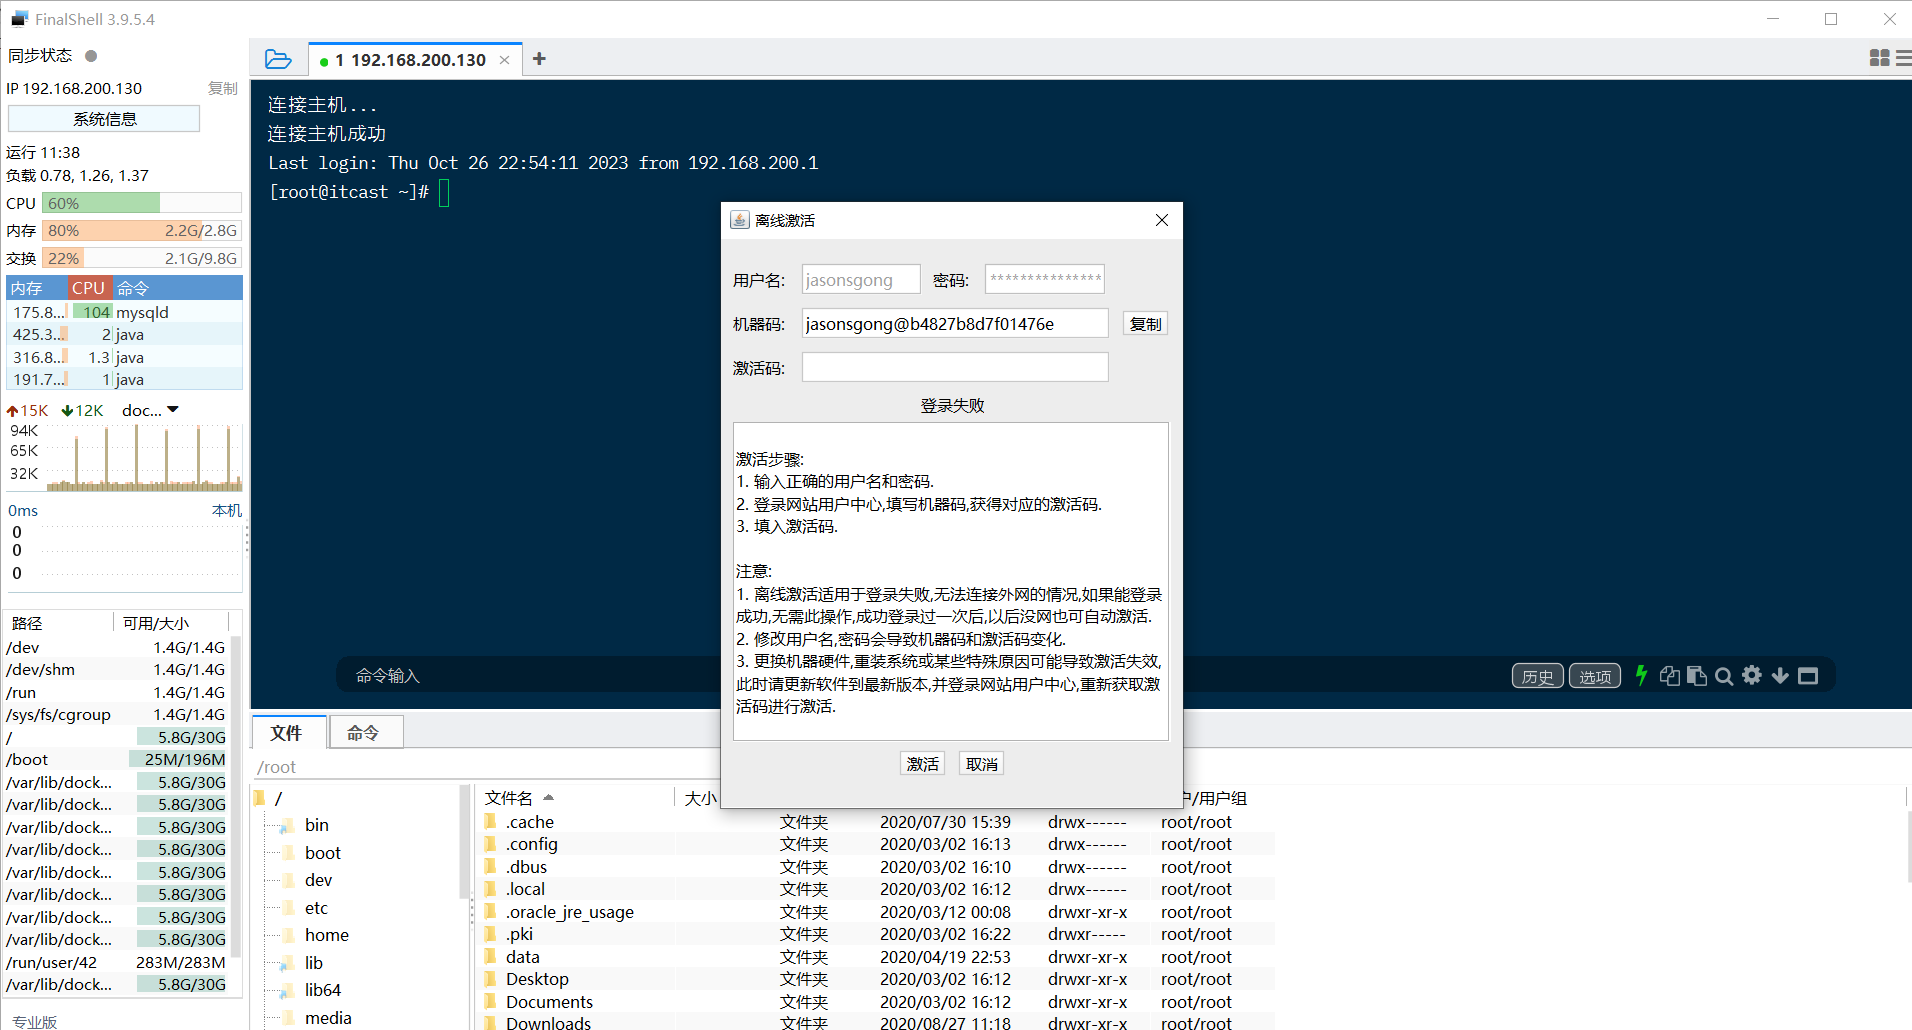 FinalShell 3.9.5.4
同步状态
IP 192.168.200.130 复制
系统信息
运行 11:38
负载 0.78, 1.26, 1.37
CPU 60%
内存 80% 2.2G/2.8G
交换 22% 2.1G/9.8G
内存 CPU 命令
175.8... 104 mysqld
425.3... 2 java
316.8... 1.3 java
191.7... 1 java
15K 12K doc...
94K
65K
32K
0ms 本机
0
0
0
路径 可用/大小
/dev 1.4G/1.4G
/dev/shm 1.4G/1.4G
/run 1.4G/1.4G
/sys/fs/cgroup 1.4G/1.4G
/ 5.8G/30G
/boot 25M/196M
/var/lib/dock... 5.8G/30G
/var/lib/dock... 5.8G/30G
/var/lib/dock... 5.8G/30G
/var/lib/dock... 5.8G/30G
/var/lib/dock... 5.8G/30G
/var/lib/dock... 5.8G/30G
/var/lib/dock... 5.8G/30G
/var/lib/dock... 5.8G/30G
/run/user/42 283M/283M
/var/lib/dock... 5.8G/30G
专业版
1 192.168.200.130
连接主机...
连接主机成功
Last login: Thu Oct 26 22:54:11 2023 from 192.168.200.1
[root@itcast ~]#
命令输入
历史 选项
离线激活
用户名: jasonsgong 密码: ***************
机器码: jasonsgong@b4827b8d7f01476e 复制
激活码:
登录失败
激活步骤:
1. 输入正确的用户名和密码.
2. 登录网站用户中心,填写机器码,获得对应的激活码.
3. 填入激活码.
注意:
1. 离线激活适用于登录失败,无法连接外网的情况,如果能登录
成功,无需此操作,成功登录过一次后,以后没网也可自动激活.
2. 修改用户名,密码会导致机器码和激活码变化.
3. 更换机器硬件,重装系统或某些特殊原因可能导致激活失效,
此时请更新软件到最新版本,并登录网站用户中心,重新获取激
活码进行激活.
激活 取消
文件 命令
/root
/
bin
boot
dev
etc
home
lib
lib64
media
文件名 大小 户/用户组
.cache 文件夹 2020/07/30 15:39 drwx------ root/root
.config 文件夹 2020/03/02 16:13 drwx------ root/root
.dbus 文件夹 2020/03/02 16:10 drwx------ root/root
.local 文件夹 2020/03/02 16:12 drwx------ root/root
.oracle_jre_usage 文件夹 2020/03/12 00:08 drwxr-xr-x root/root
.pki 文件夹 2020/03/02 16:22 drwxr----- root/root
data 文件夹 2020/04/19 22:53 drwxr-xr-x root/root
Desktop 文件夹 2020/03/02 16:12 drwxr-xr-x root/root
Documents 文件夹 2020/03/02 16:12 drwxr-xr-x root/root
Downloads 文件夹 2020/08/27 11:18 drwxr-xr-x root/root